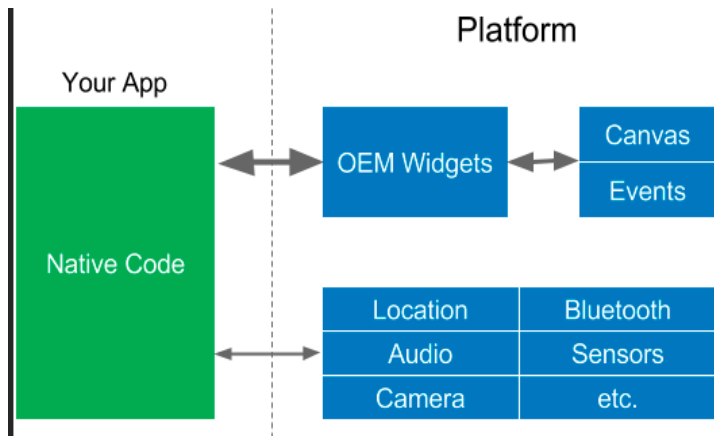 Platform
Your App
Native Code
OEM Widgets
Canvas
Events
Location
Bluetooth
Audio
Sensors
Camera
etc.